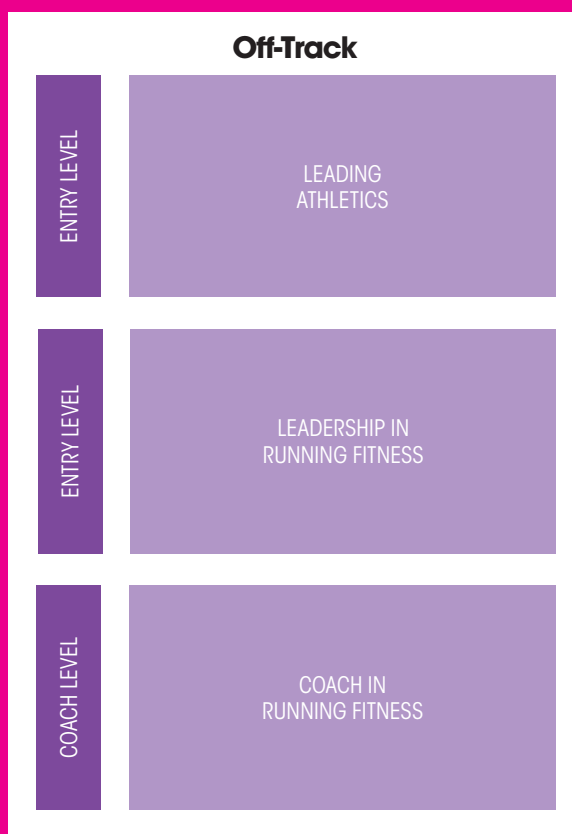 Off-Track
ENTRY LEVEL
LEADING
ATHLETICS
ENTRY LEVEL
LEADERSHIP IN
RUNNING FITNESS
COACH LEVEL
COACH IN
RUNNING FITNESS